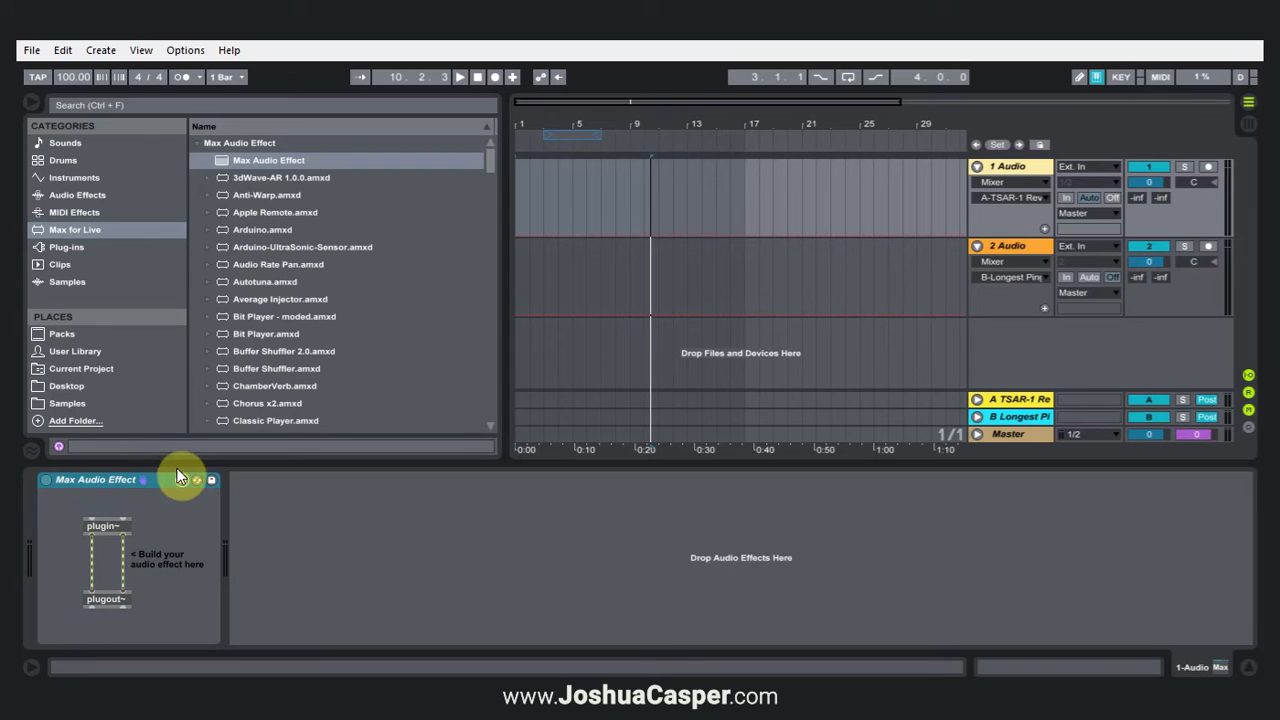 File Edit Create View Options Help
TAP 100.00 4 / 4 1 Bar 10 . 2 . 3 3 . 1 . 1 4 . 0 . 0 KEY MIDI 1 % D
Search (Ctrl + F)
CATEGORIES
Sounds
Drums
Instruments
Audio Effects
MIDI Effects
Max for Live
Plug-ins
Clips
Samples
PLACES
Packs
User Library
Current Project
Desktop
Samples
Add Folder...
Name
Max Audio Effect
Max Audio Effect
3dWave-AR 1.0.0.amxd
Anti-Warp.amxd
Apple Remote.amxd
Arduino.amxd
Arduino-UltraSonic-Sensor.amxd
Audio Rate Pan.amxd
Autotuna.amxd
Average Injector.amxd
Bit Player - moded.amxd
Bit Player.amxd
Buffer Shuffler 2.0.amxd
Buffer Shuffler.amxd
ChamberVerb.amxd
Chorus x2.amxd
Classic Player.amxd
1 5 9 13 17 21 25 29
Set
1 Audio Ext. In 1 S
Mixer 1/2 0 C
A-TSAR-1 Rev In Auto Off -inf -inf
Master
2 Audio Ext. In 2 S
Mixer 2 0 C
B-Longest Ping In Auto Off -inf -inf
Master
Drop Files and Devices Here
A TSAR-1 Re A S Post
B Longest Pi B S Post
1/1 Master 1/2 0 0
0:00 0:10 0:20 0:30 0:40 0:50 1:00 1:10
Max Audio Effect
plugin~
< Build your
audio effect here
plugout~
Drop Audio Effects Here
1-Audio Max
www.JoshuaCasper.com